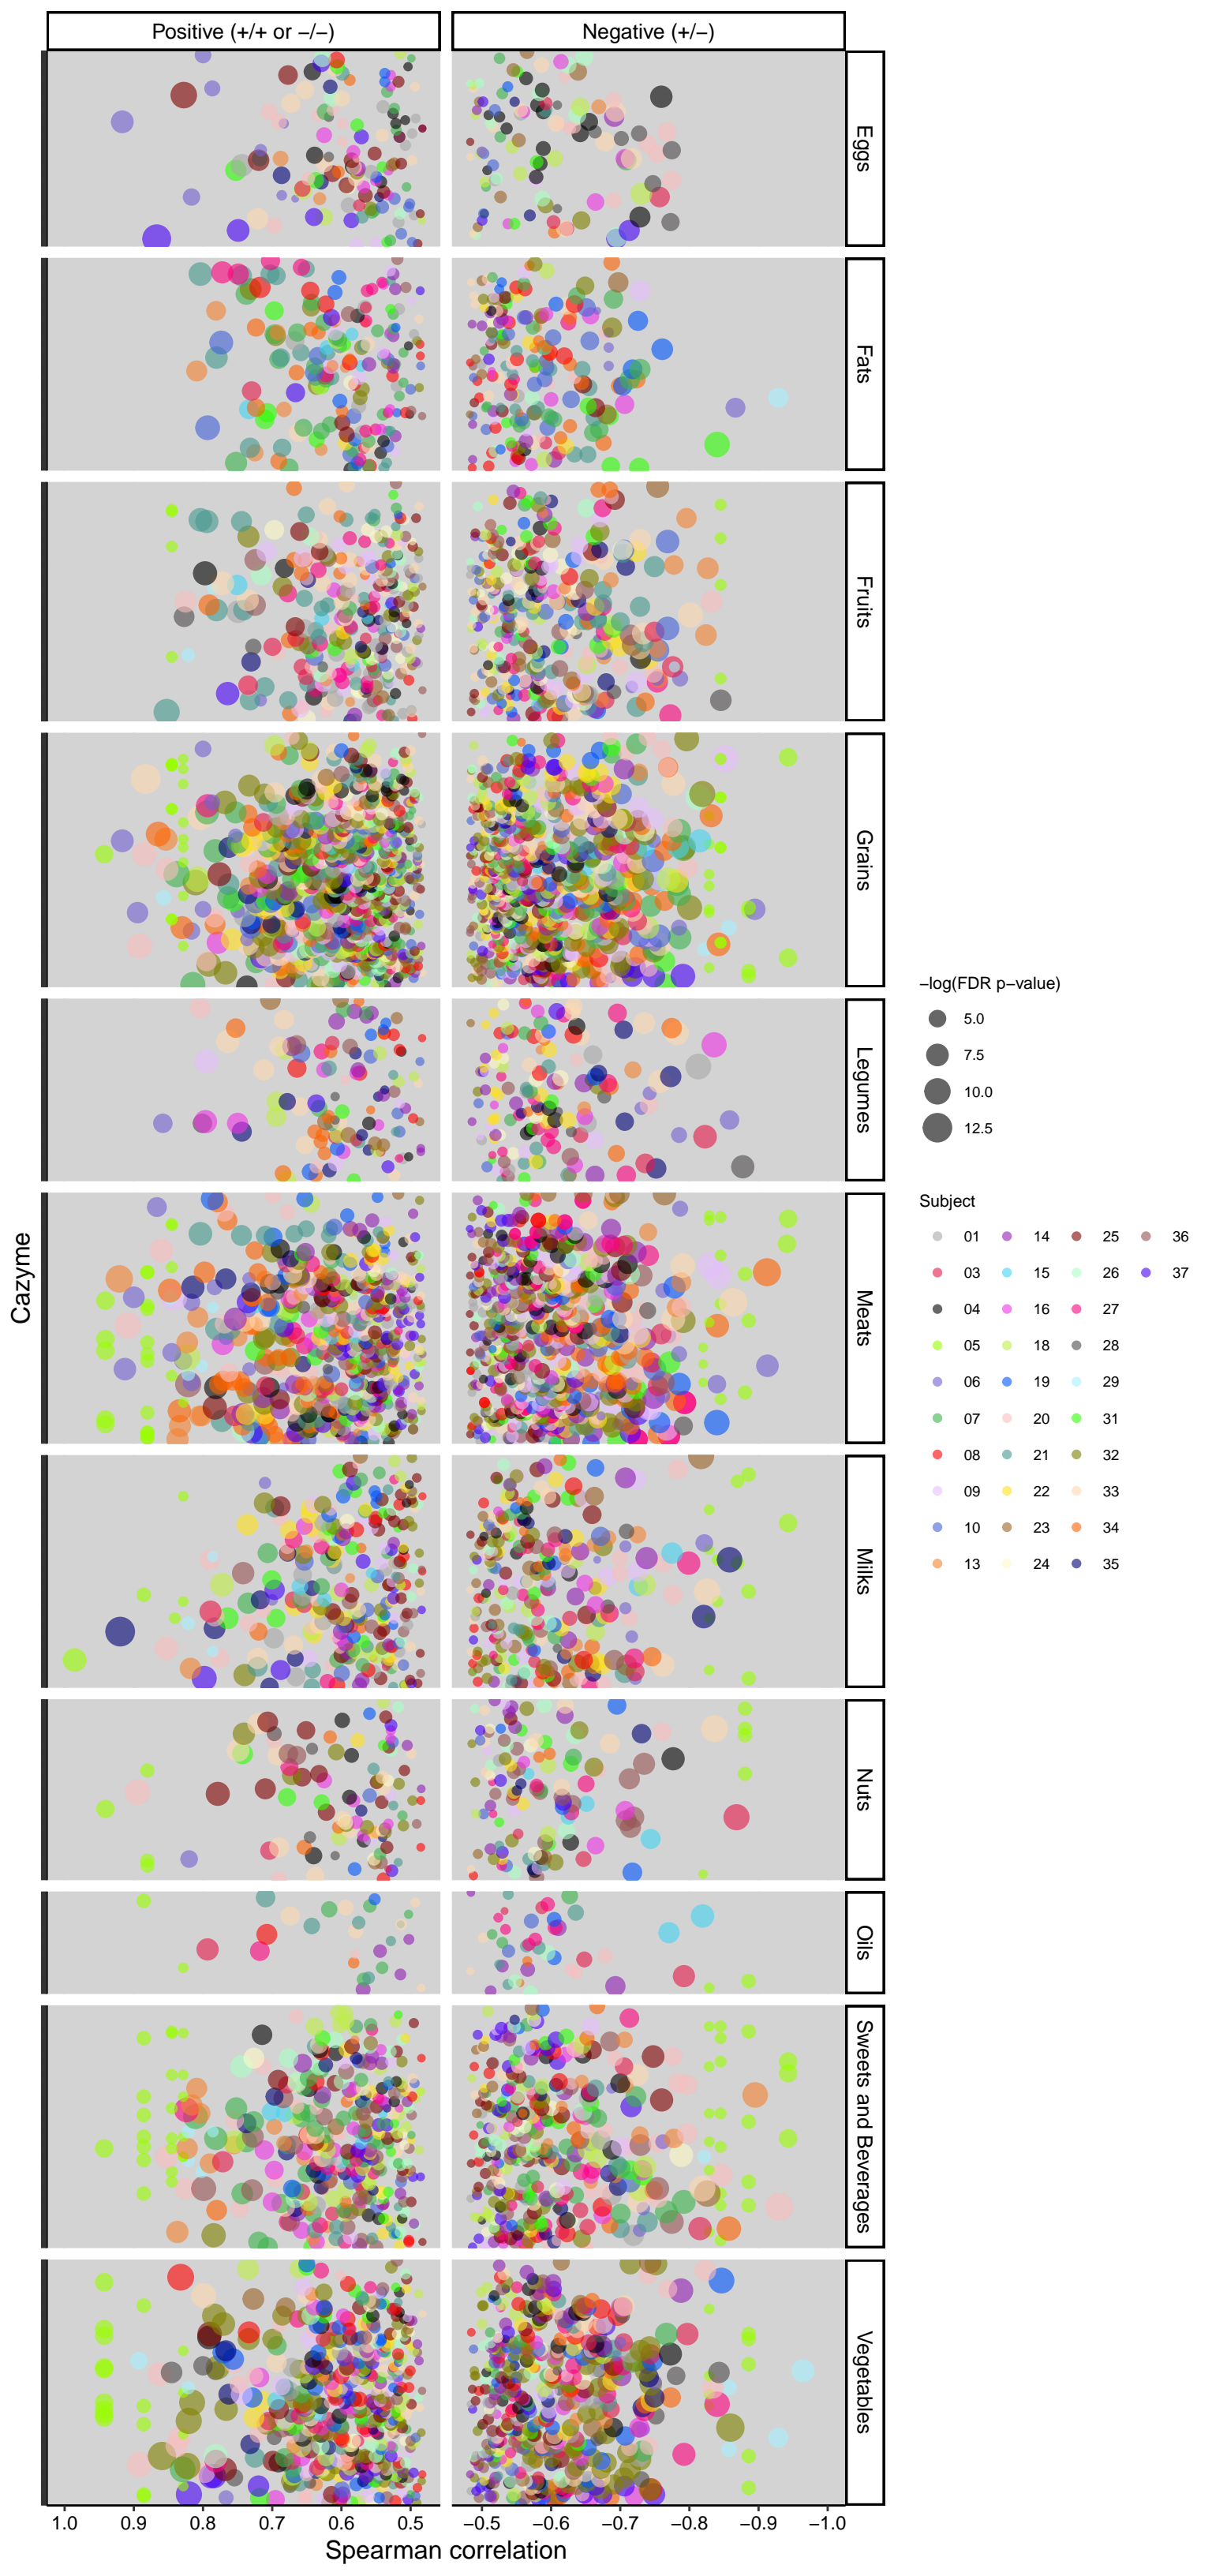 Positive (+/+ or −/−)
Negative (+/−)
Eggs
Fats
Fruits
Grains
Legumes
Meats
Milks
Nuts
Oils
Sweets and Beverages
Vegetables
Cazyme
1.0 0.9 0.8 0.7 0.6 0.5 −0.5 −0.6 −0.7 −0.8 −0.9 −1.0
Spearman correlation
−log(FDR p−value)
5.0
7.5
10.0
12.5
Subject
01 14 25 36
03 15 26 37
04 16 27
05 18 28
06 19 29
07 20 31
08 21 32
09 22 33
10 23 34
13 24 35